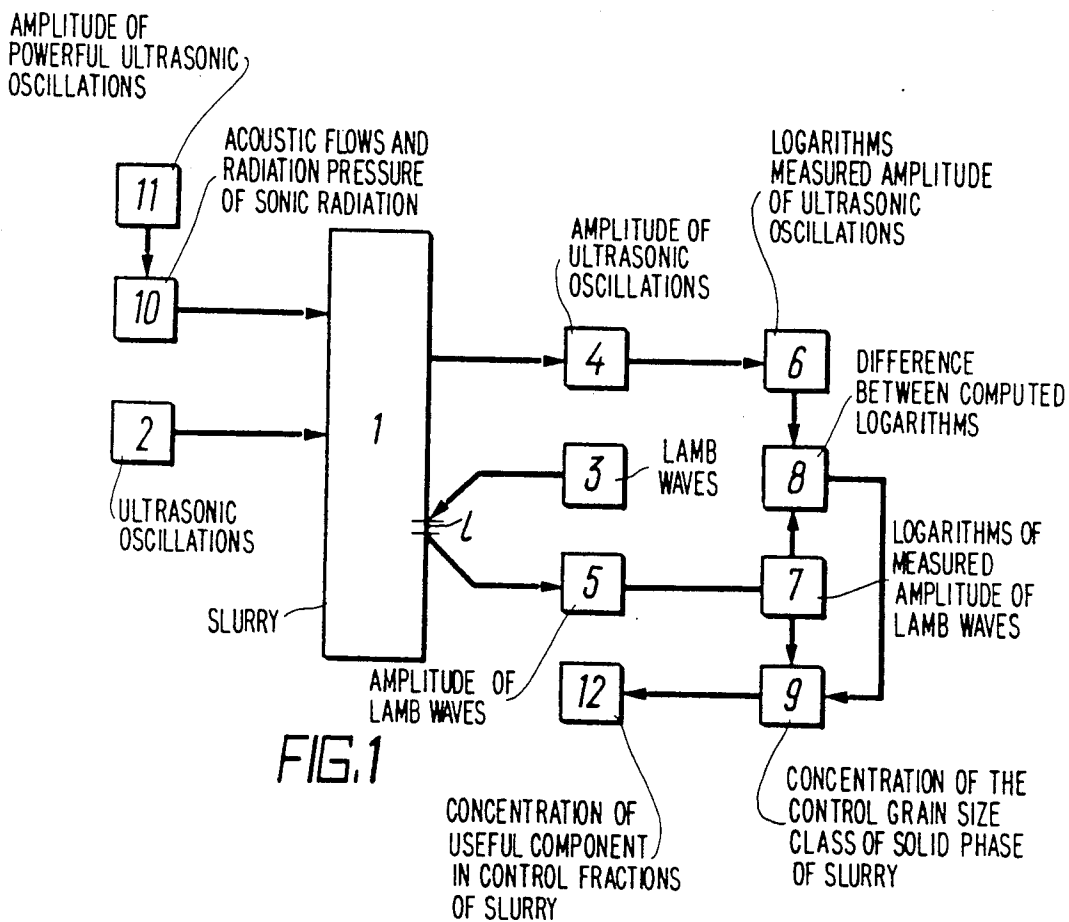 AMPLITUDE OF
POWERFUL ULTRASONIC
OSCILLATIONS
11
ACOUSTIC FLOWS AND
RADIATION PRESSURE
OF SONIC RADIATION
10
2
ULTRASONIC
OSCILLATIONS
1
SLURRY
AMPLITUDE OF
ULTRASONIC
OSCILLATIONS
4
LOGARITHMS
MEASURED AMPLITUDE
OF ULTRASONIC
OSCILLATIONS
6
DIFFERENCE
BETWEEN COMPUTED
LOGARITHMS
8
3
LAMB
WAVES
l
5
AMPLITUDE OF
LAMB WAVES
7
LOGARITHMS OF
MEASURED
AMPLITUDE OF
LAMB WAVES
12
9
CONCENTRATION OF
USEFUL COMPONENT
IN CONTROL FRACTIONS
OF SLURRY
CONCENTRATION OF THE
CONTROL GRAIN SIZE
CLASS OF SOLID PHASE
OF SLURRY
FIG.1